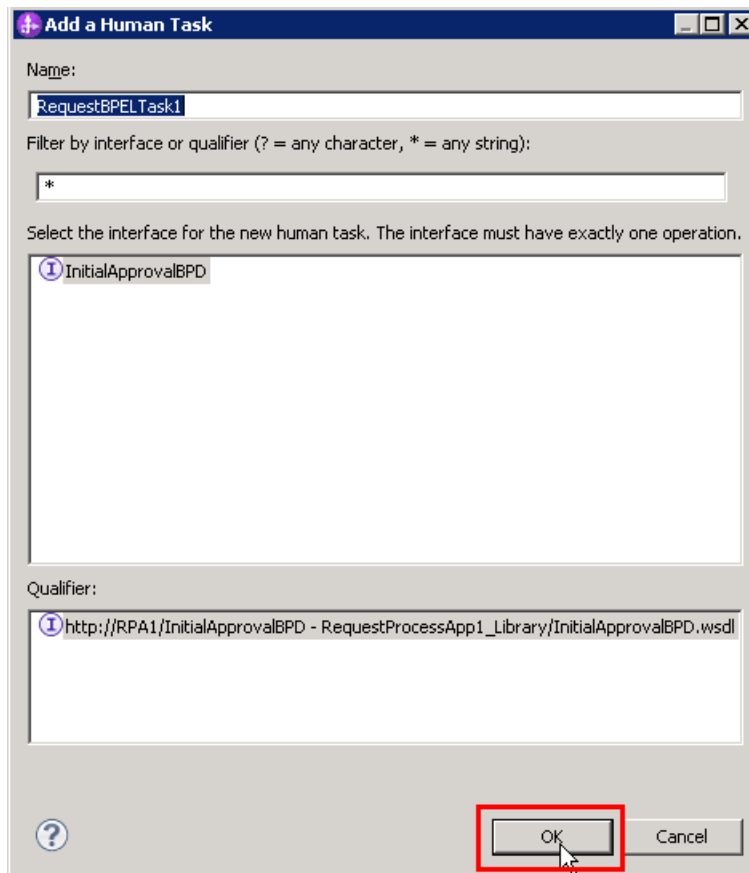 Add a Human Task
Name:
RequestBPELTask1
Filter by interface or qualifier (? = any character, * = any string):
*
Select the interface for the new human task. The interface must have exactly one operation.
InitialApprovalBPD
Qualifier:
http://RPA1/InitialApprovalBPD - RequestProcessApp1_Library/InitialApprovalBPD.wsdl
OK Cancel